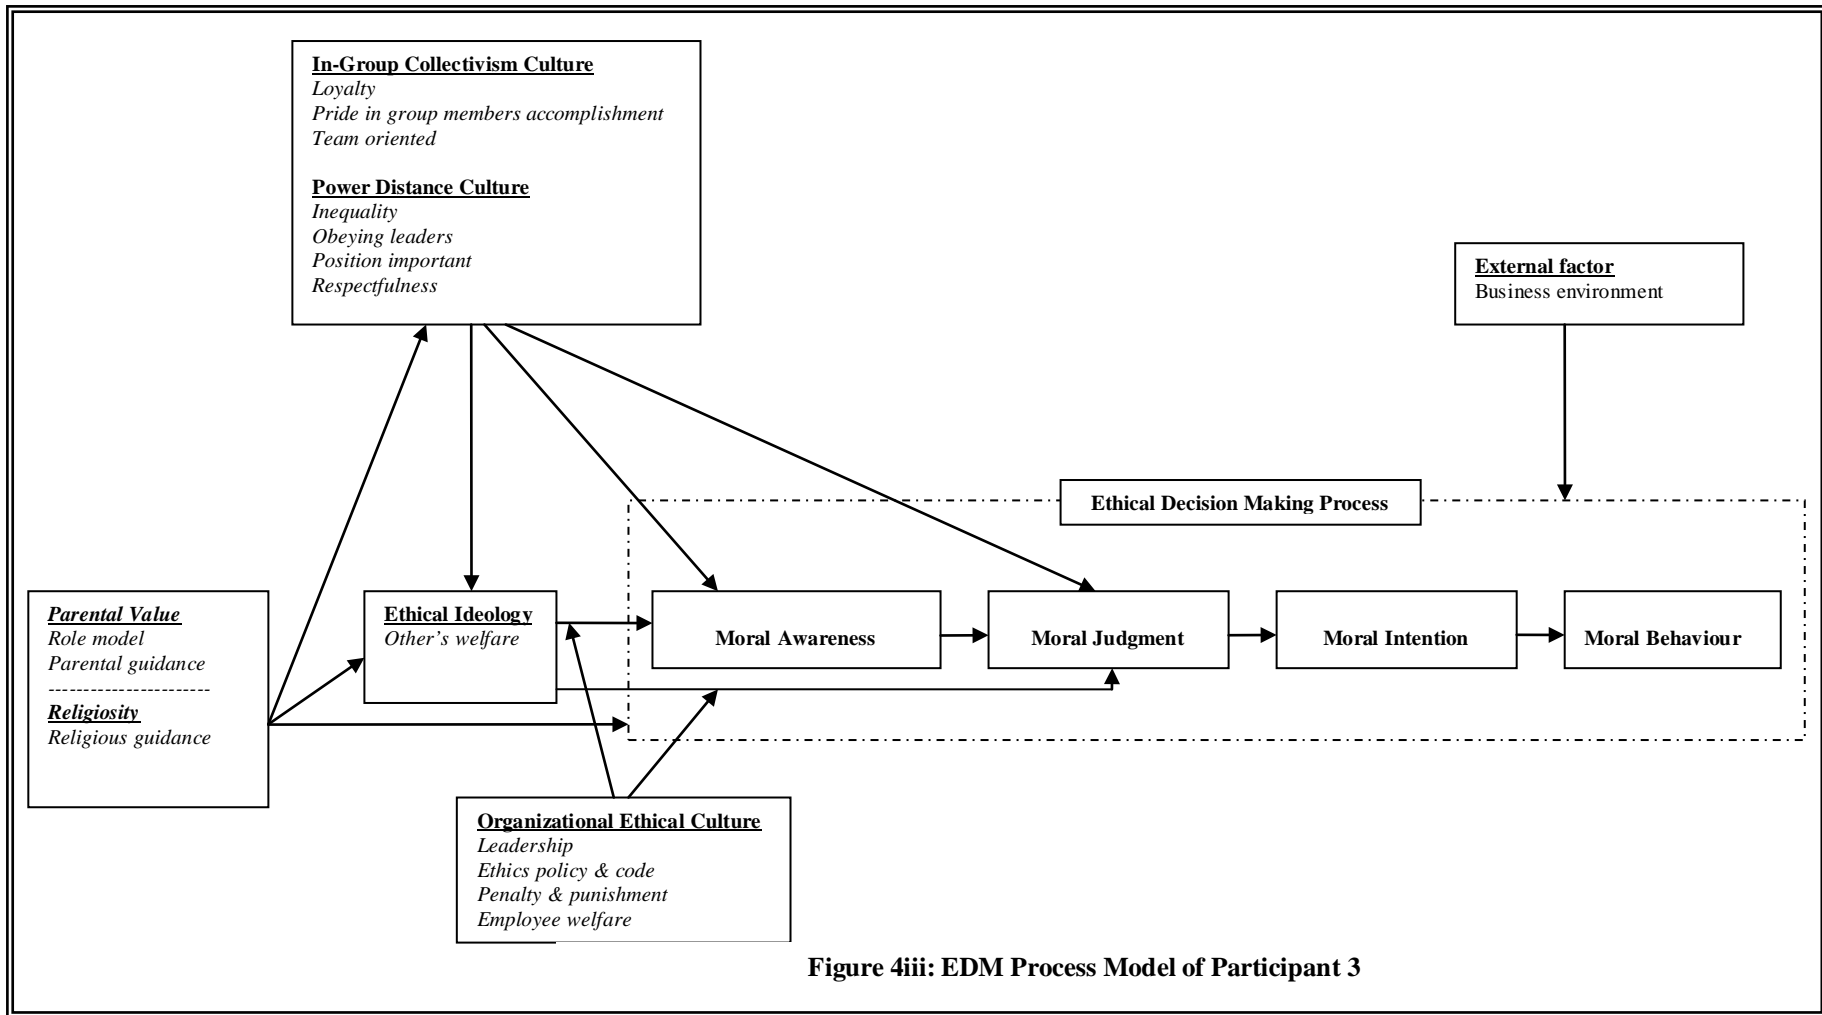 In-Group Collectivism Culture
Loyalty
Pride in group members accomplishment
Team oriented
Power Distance Culture
Inequality
Obeying leaders
Position important
Respectfulness
External factor
Business environment
Ethical Decision Making Process
Parental Value
Role model
Parental guidance
-----------------------
Religiosity
Religious guidance
Ethical Ideology
Other’s welfare
Moral Awareness
Moral Judgment
Moral Intention
Moral Behaviour
Organizational Ethical Culture
Leadership
Ethics policy & code
Penalty & punishment
Employee welfare
Figure 4iii: EDM Process Model of Participant 3